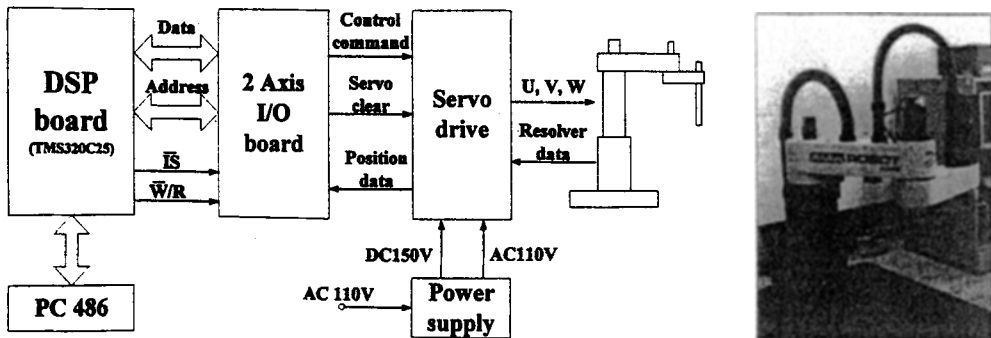 DSP
board
(TMS320C25)
Data
Address
IS
W/R
2 Axis
I/O
board
Control
command
Servo
clear
Position
data
Servo
drive
U, V, W
Resolver
data
DC150V
AC110V
PC 486
AC 110V
Power
supply
ROBOT